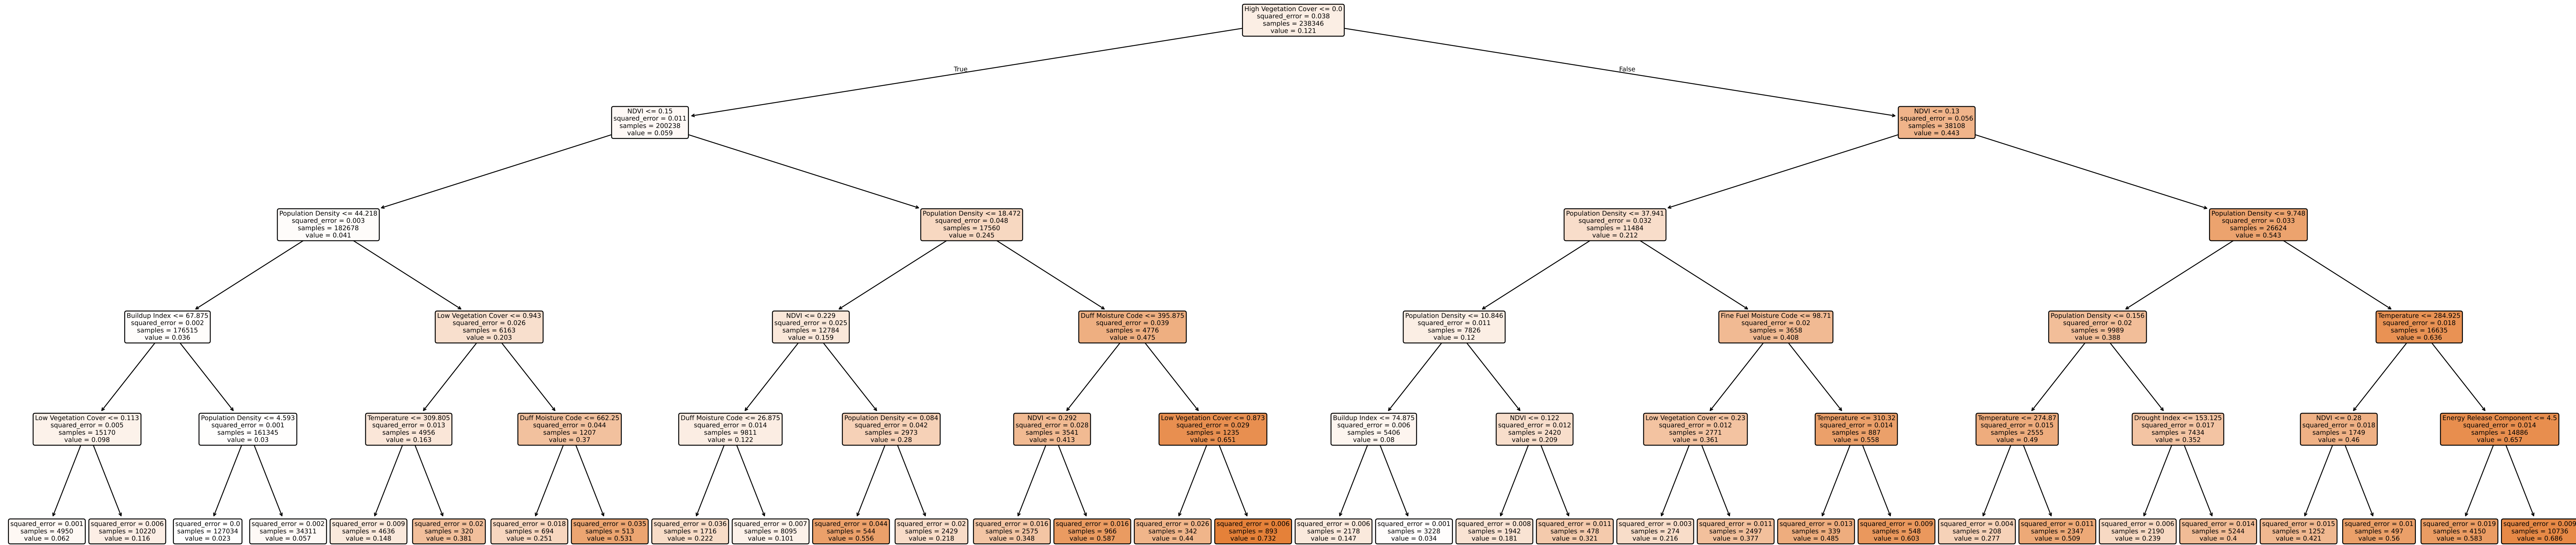 High Vegetation Cover <= 0.0
squared_error = 0.038
samples = 238346
value = 0.121
True
False
NDVI <= 0.15
squared_error = 0.011
samples = 200238
value = 0.059
NDVI <= 0.13
squared_error = 0.056
samples = 38108
value = 0.443
Population Density <= 44.218
squared_error = 0.003
samples = 182678
value = 0.041
Population Density <= 18.472
squared_error = 0.048
samples = 17560
value = 0.245
Population Density <= 37.941
squared_error = 0.032
samples = 11484
value = 0.212
Population Density <= 9.748
squared_error = 0.033
samples = 26624
value = 0.543
Buildup Index <= 67.875
squared_error = 0.002
samples = 176515
value = 0.036
Low Vegetation Cover <= 0.943
squared_error = 0.026
samples = 6163
value = 0.203
NDVI <= 0.229
squared_error = 0.025
samples = 12784
value = 0.159
Duff Moisture Code <= 395.875
squared_error = 0.039
samples = 4776
value = 0.475
Population Density <= 10.846
squared_error = 0.011
samples = 7826
value = 0.12
Fine Fuel Moisture Code <= 98.71
squared_error = 0.02
samples = 3658
value = 0.408
Population Density <= 0.156
squared_error = 0.02
samples = 9989
value = 0.388
Temperature <= 284.925
squared_error = 0.018
samples = 16635
value = 0.636
Low Vegetation Cover <= 0.113
squared_error = 0.005
samples = 15170
value = 0.098
Population Density <= 4.593
squared_error = 0.001
samples = 161345
value = 0.03
Temperature <= 309.805
squared_error = 0.013
samples = 4956
value = 0.163
Duff Moisture Code <= 662.25
squared_error = 0.044
samples = 1207
value = 0.37
Duff Moisture Code <= 26.875
squared_error = 0.014
samples = 9811
value = 0.122
Population Density <= 0.084
squared_error = 0.042
samples = 2973
value = 0.28
NDVI <= 0.292
squared_error = 0.028
samples = 3541
value = 0.413
Low Vegetation Cover <= 0.873
squared_error = 0.029
samples = 1235
value = 0.651
Buildup Index <= 74.875
squared_error = 0.006
samples = 5406
value = 0.08
NDVI <= 0.122
squared_error = 0.012
samples = 2420
value = 0.209
Low Vegetation Cover <= 0.23
squared_error = 0.012
samples = 2771
value = 0.361
Temperature <= 310.32
squared_error = 0.014
samples = 887
value = 0.558
Temperature <= 274.87
squared_error = 0.015
samples = 2555
value = 0.49
Drought Index <= 153.125
squared_error = 0.017
samples = 7434
value = 0.352
NDVI <= 0.28
squared_error = 0.018
samples = 1749
value = 0.46
Energy Release Component <= 4.5
squared_error = 0.014
samples = 14886
value = 0.657
squared_error = 0.001
samples = 4950
value = 0.062
squared_error = 0.006
samples = 10220
value = 0.116
squared_error = 0.0
samples = 127034
value = 0.023
squared_error = 0.002
samples = 34311
value = 0.057
squared_error = 0.009
samples = 4636
value = 0.148
squared_error = 0.02
samples = 320
value = 0.381
squared_error = 0.018
samples = 694
value = 0.251
squared_error = 0.035
samples = 513
value = 0.531
squared_error = 0.036
samples = 1716
value = 0.222
squared_error = 0.007
samples = 8095
value = 0.101
squared_error = 0.044
samples = 544
value = 0.556
squared_error = 0.02
samples = 2429
value = 0.218
squared_error = 0.016
samples = 2575
value = 0.348
squared_error = 0.016
samples = 966
value = 0.587
squared_error = 0.026
samples = 342
value = 0.44
squared_error = 0.006
samples = 893
value = 0.732
squared_error = 0.006
samples = 2178
value = 0.147
squared_error = 0.001
samples = 3228
value = 0.034
squared_error = 0.008
samples = 1942
value = 0.181
squared_error = 0.011
samples = 478
value = 0.321
squared_error = 0.003
samples = 274
value = 0.216
squared_error = 0.011
samples = 2497
value = 0.377
squared_error = 0.013
samples = 339
value = 0.485
squared_error = 0.009
samples = 548
value = 0.603
squared_error = 0.004
samples = 208
value = 0.277
squared_error = 0.011
samples = 2347
value = 0.509
squared_error = 0.006
samples = 2190
value = 0.239
squared_error = 0.014
samples = 5244
value = 0.4
squared_error = 0.015
samples = 1252
value = 0.421
squared_error = 0.01
samples = 497
value = 0.56
squared_error = 0.019
samples = 4150
value = 0.583
squared_error = 0.009
samples = 10736
value = 0.686